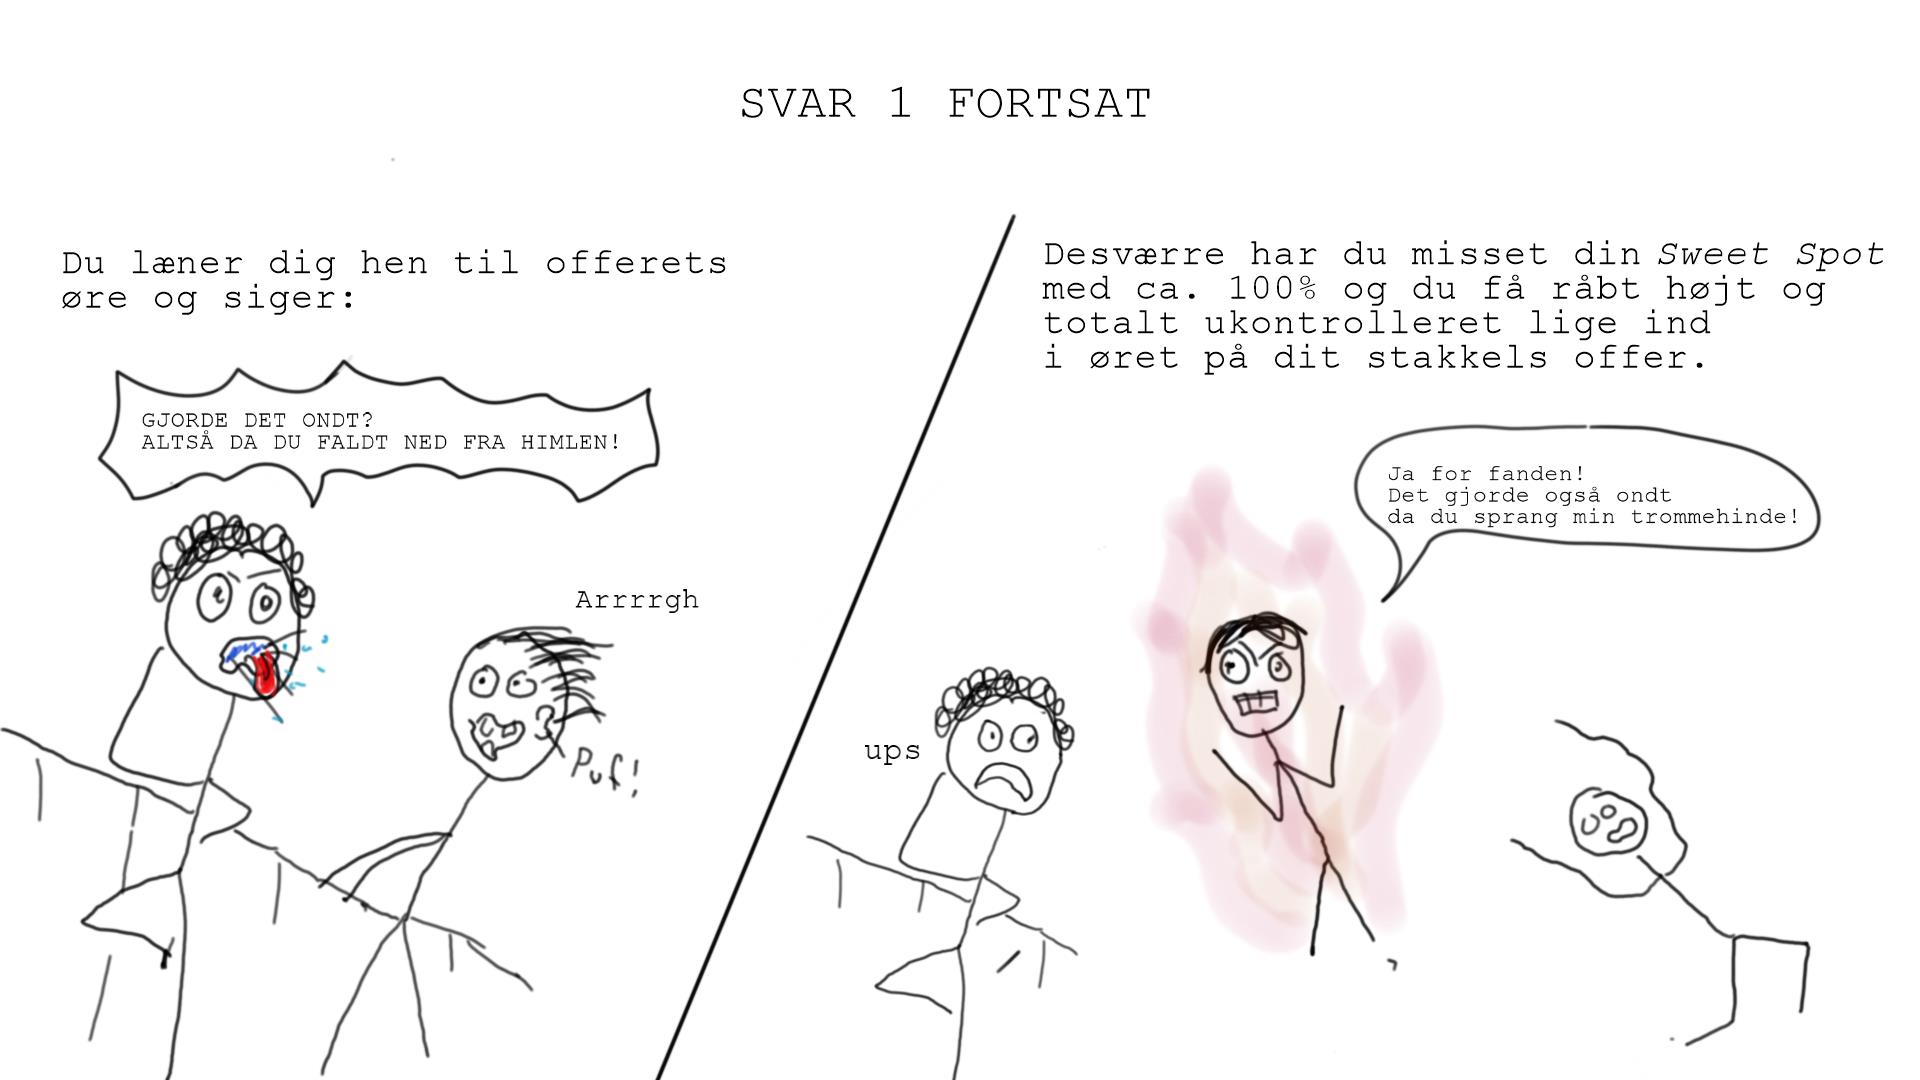 SVAR 1 FORTSAT
Du læner dig hen til offerets
øre og siger:
GJORDE DET ONDT?
ALTSÅ DA DU FALDT NED FRA HIMLEN!
Arrrrgh
Puf!
Desværre har du misset din Sweet Spot
med ca. 100% og du få råbt højt og
totalt ukontrolleret lige ind
i øret på dit stakkels offer.
Ja for fanden!
Det gjorde også ondt
da du sprang min trommehinde!
ups